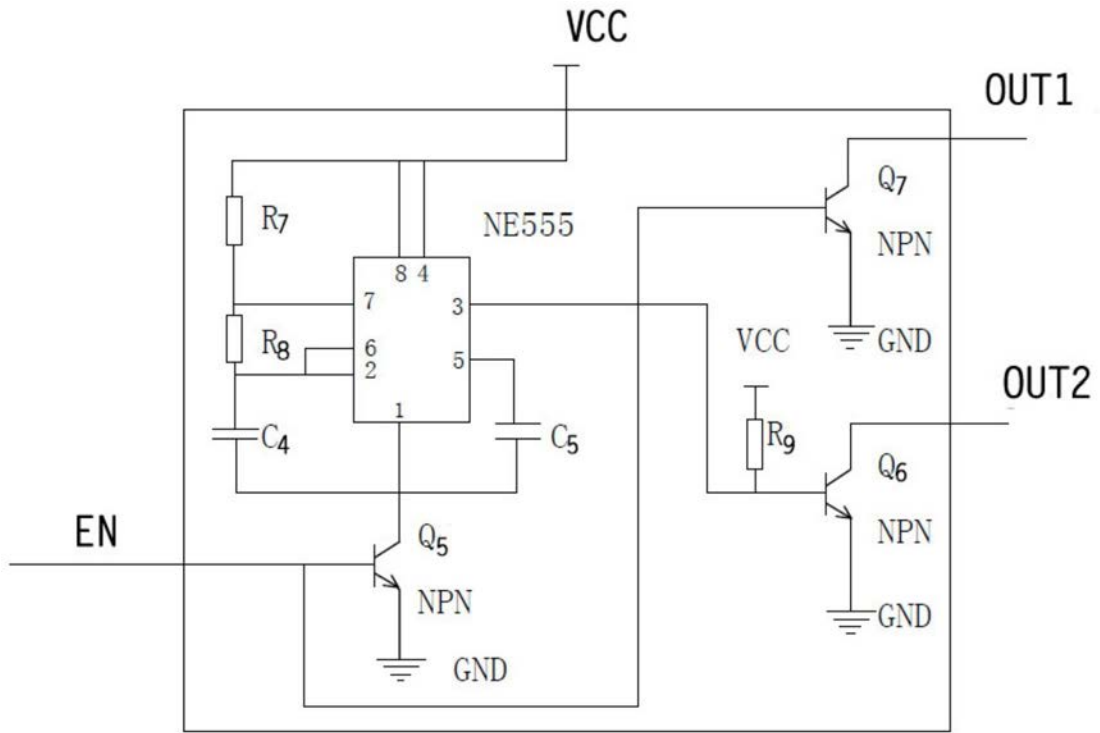 VCC
OUT1
R7
NE555
Q7
NPN
8 4
7
3
R8
6
2
5
VCC
GND
OUT2
1
C4
C5
R9
Q6
EN
Q5
NPN
NPN
GND
GND